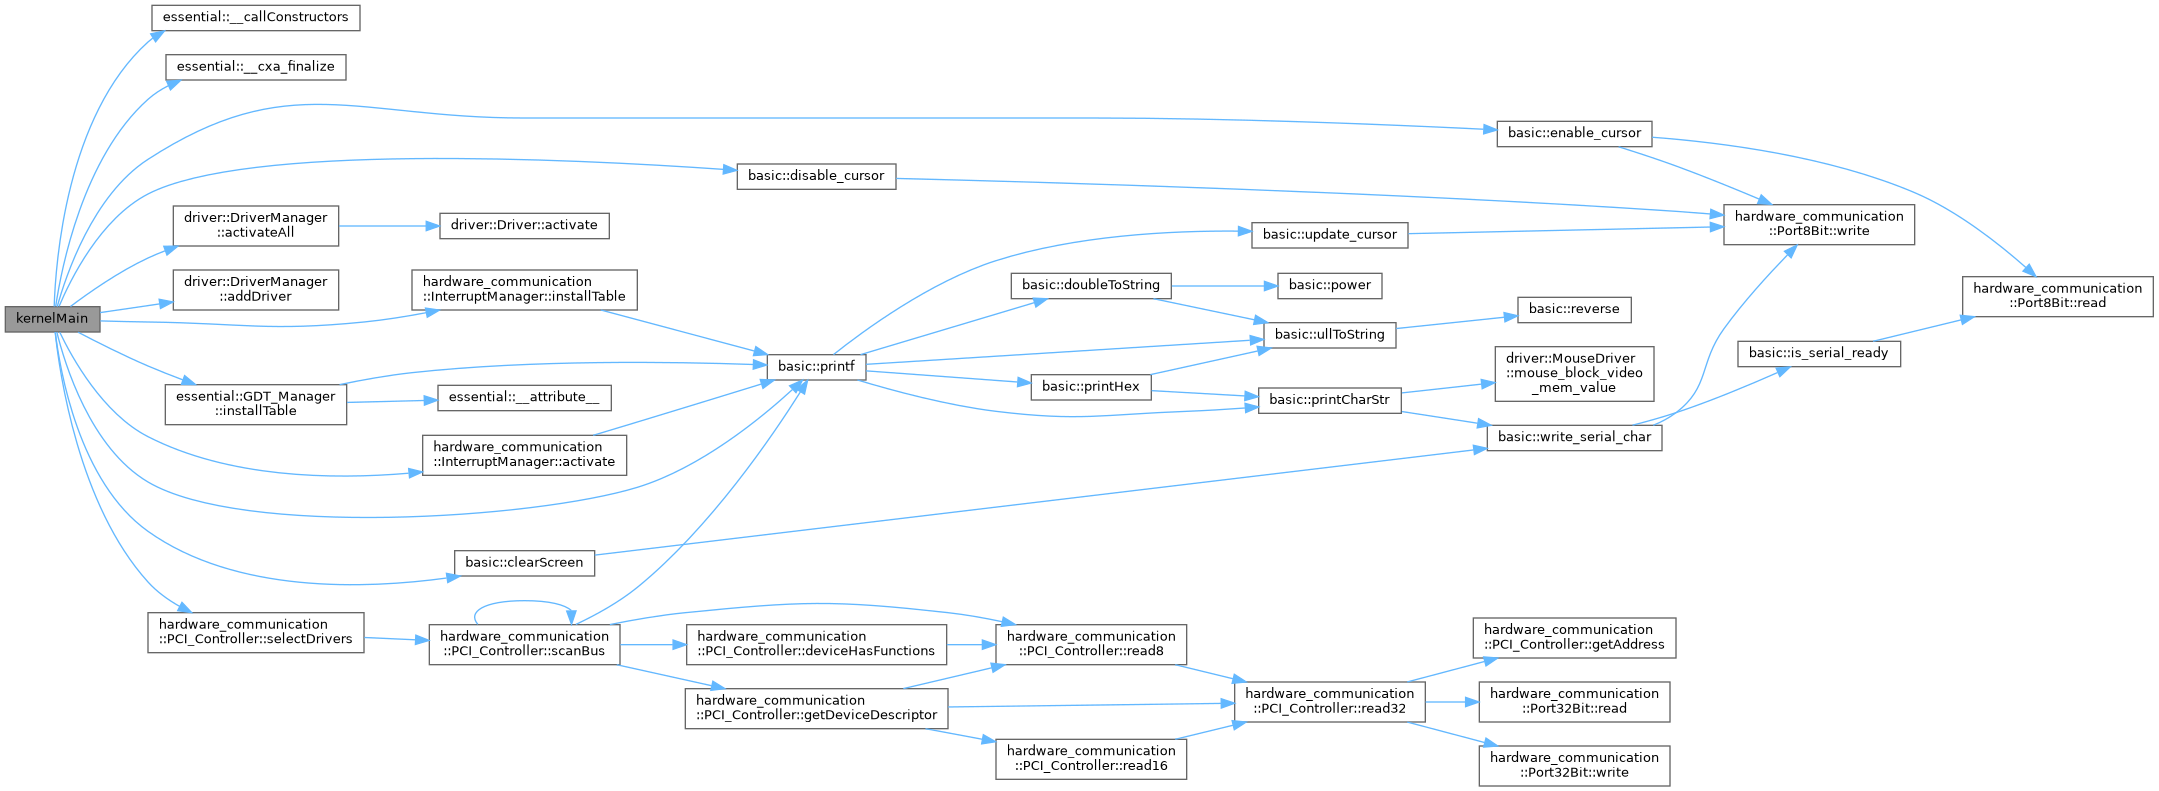 essential::__callConstructors
essential::__cxa_finalize
basic::enable_cursor
basic::disable_cursor
driver::DriverManager
::activateAll
driver::Driver::activate
hardware_communication
::Port8Bit::write
basic::update_cursor
driver::DriverManager
::addDriver
hardware_communication
::InterruptManager::installTable
basic::doubleToString
basic::power
hardware_communication
::Port8Bit::read
kernelMain
basic::reverse
basic::ullToString
basic::is_serial_ready
basic::printf
driver::MouseDriver
::mouse_block_video
_mem_value
basic::printHex
essential::GDT_Manager
::installTable
essential::__attribute__
basic::printCharStr
basic::write_serial_char
hardware_communication
::InterruptManager::activate
basic::clearScreen
hardware_communication
::PCI_Controller::selectDrivers
hardware_communication
::PCI_Controller::scanBus
hardware_communication
::PCI_Controller::deviceHasFunctions
hardware_communication
::PCI_Controller::read8
hardware_communication
::PCI_Controller::getAddress
hardware_communication
::PCI_Controller::getDeviceDescriptor
hardware_communication
::PCI_Controller::read32
hardware_communication
::Port32Bit::read
hardware_communication
::PCI_Controller::read16
hardware_communication
::Port32Bit::write